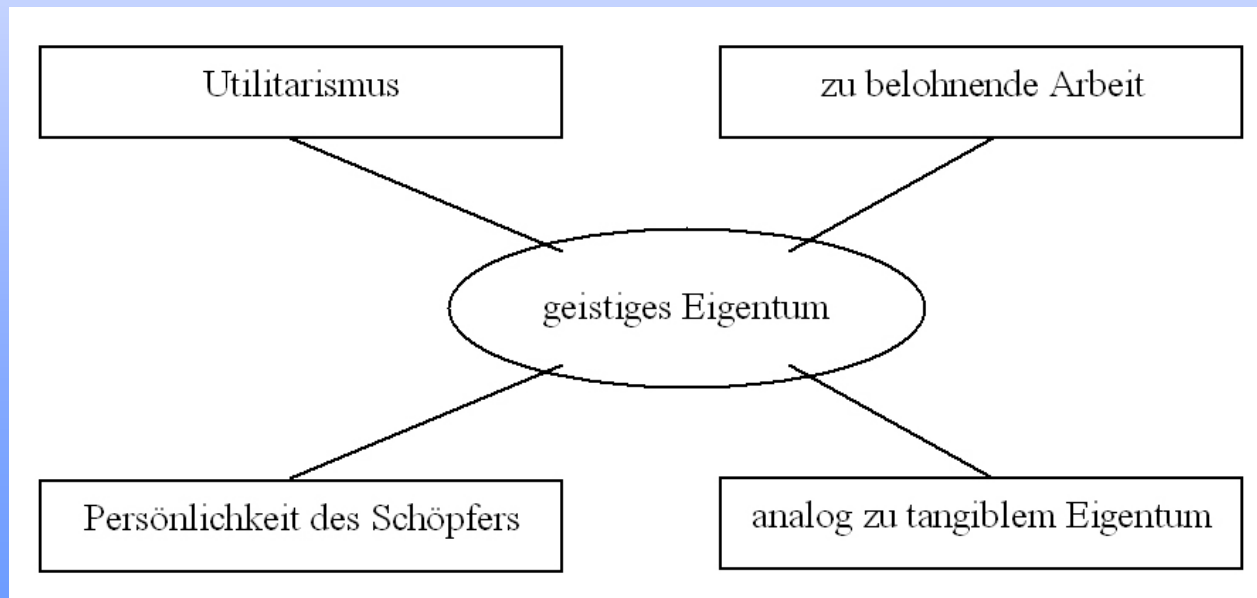 Utilitarismus
zu belohnende Arbeit
geistiges Eigentum
Persönlichkeit des Schöpfers
analog zu tangiblem Eigentum